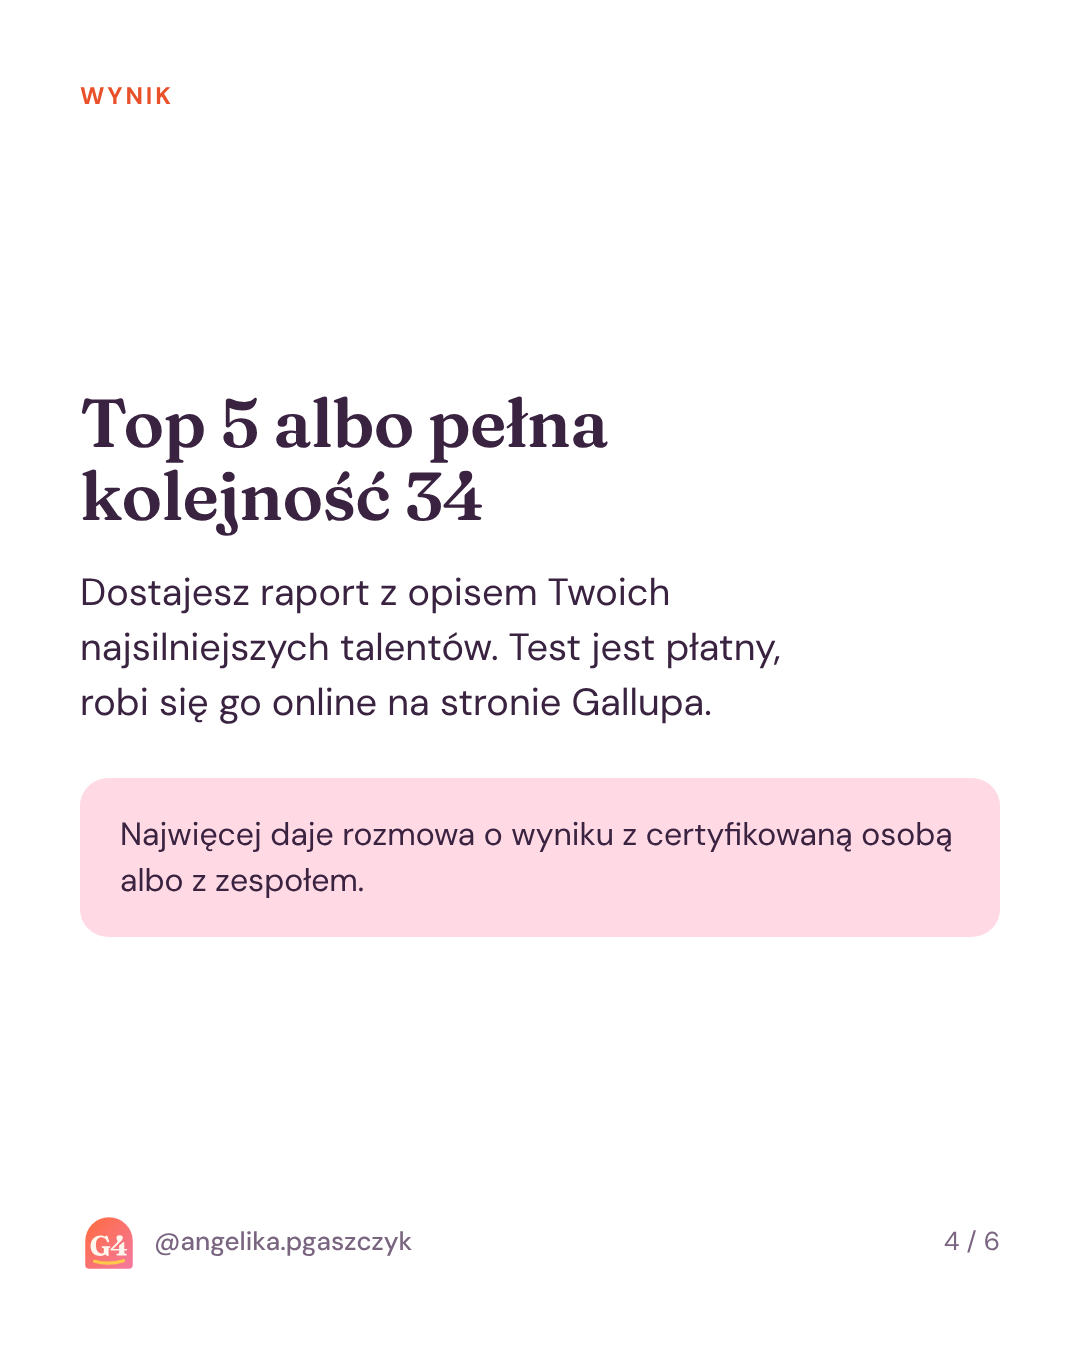 WYNIK
Top 5 albo pełna
kolejność 34
Dostajesz raport z opisem Twoich
najsilniejszych talentów. Test jest płatny,
robi się go online na stronie Gallupa.
Najwięcej daje rozmowa o wyniku z certyfikowaną osobą
albo z zespołem.
G4
@angelika.pgaszczyk
4 / 6